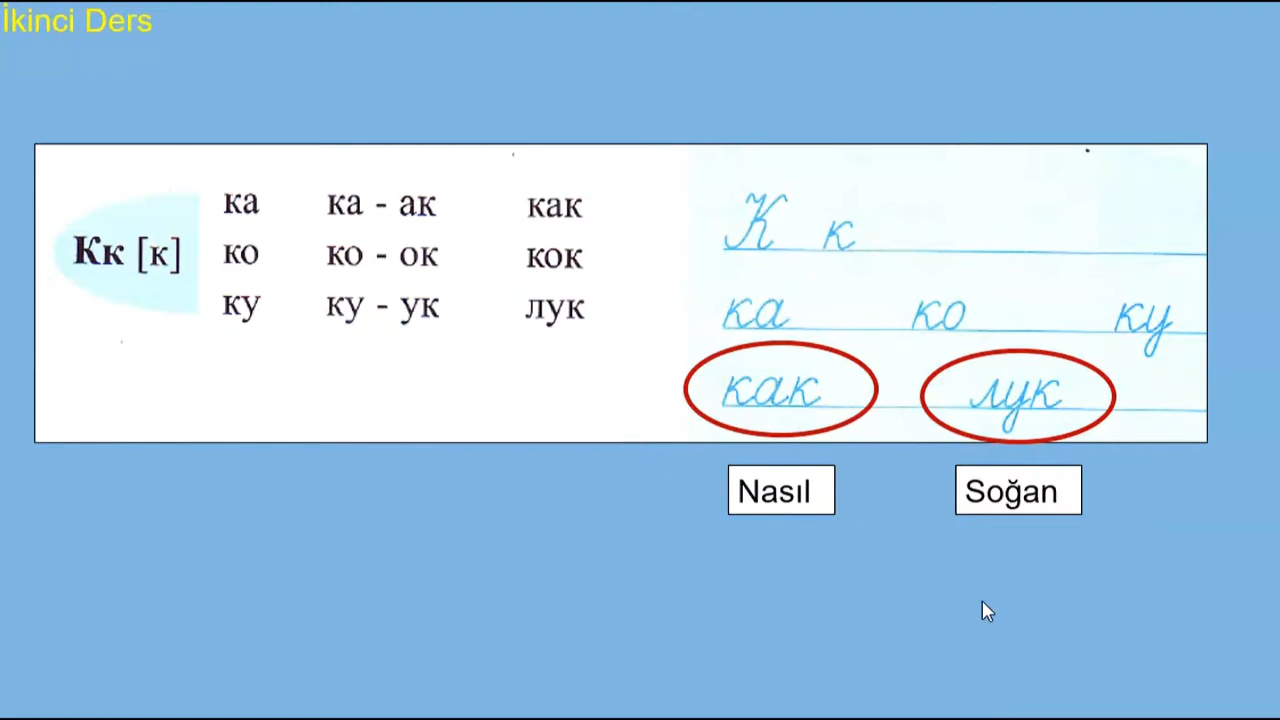 İkinci Ders
Кк [к]
ка ка - ак как
ко ко - ок кок
ку ку - ук лук
К к
ка ко ку
как лук
Nasıl Soğan